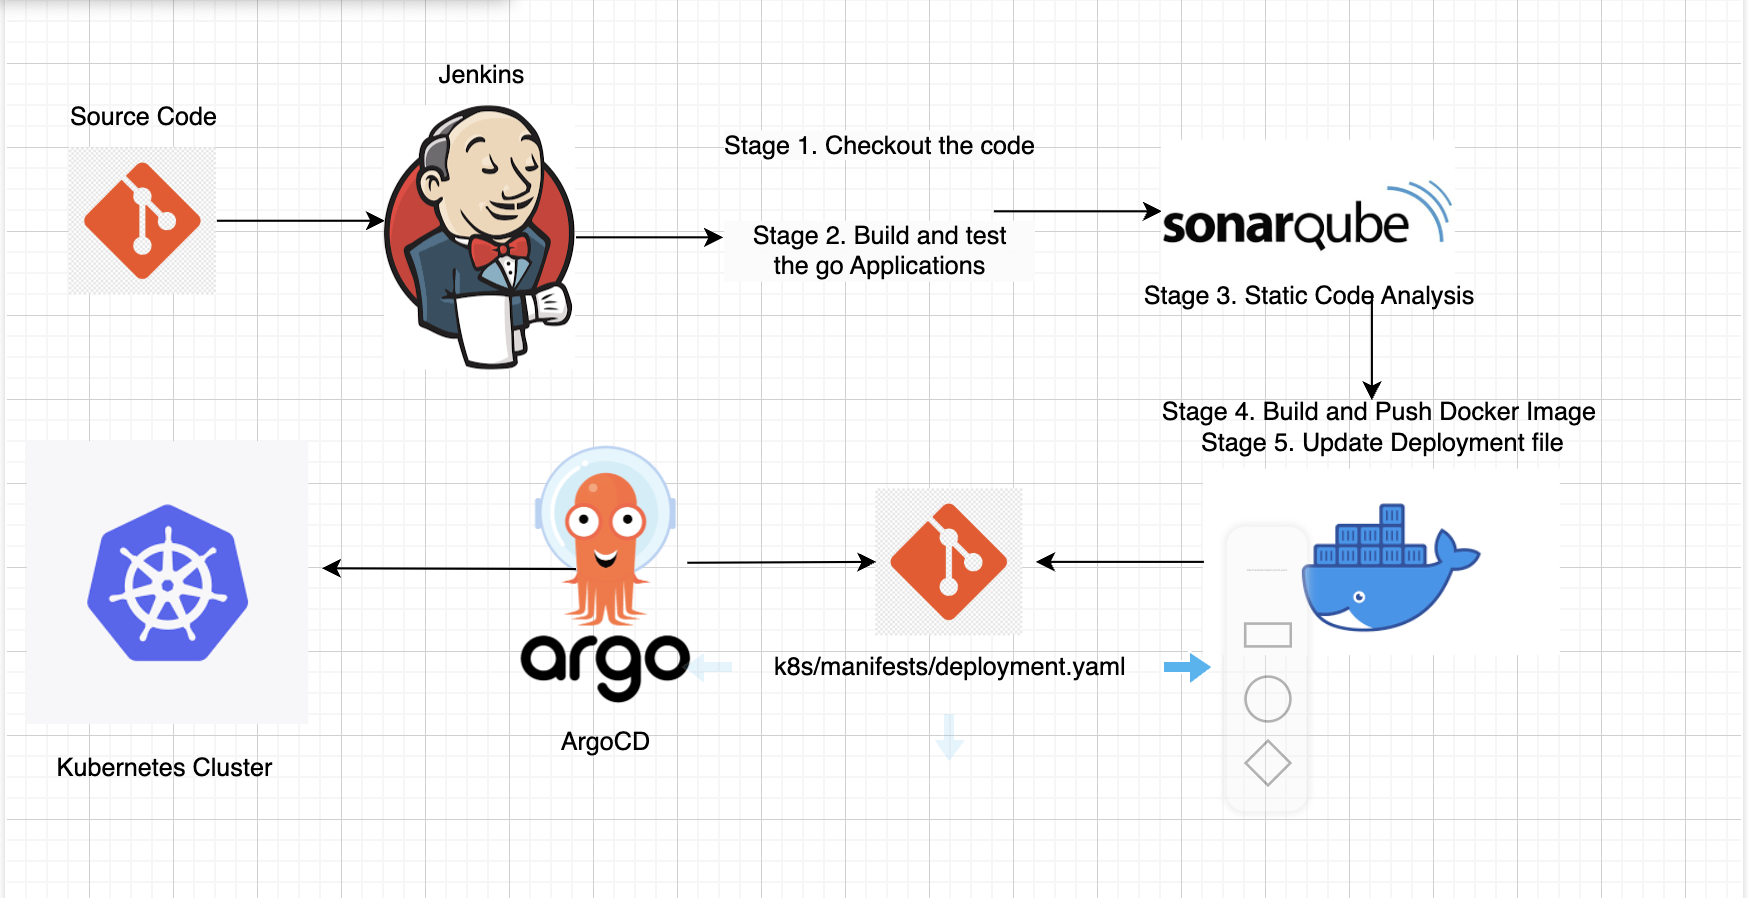 Jenkins
Source Code
Stage 1. Checkout the code
Stage 2. Build and test
the go Applications
sonarqube
Stage 3. Static Code Analysis
Stage 4. Build and Push Docker Image
Stage 5. Update Deployment file
argo
k8s/manifests/deployment.yaml
ArgoCD
Kubernetes Cluster